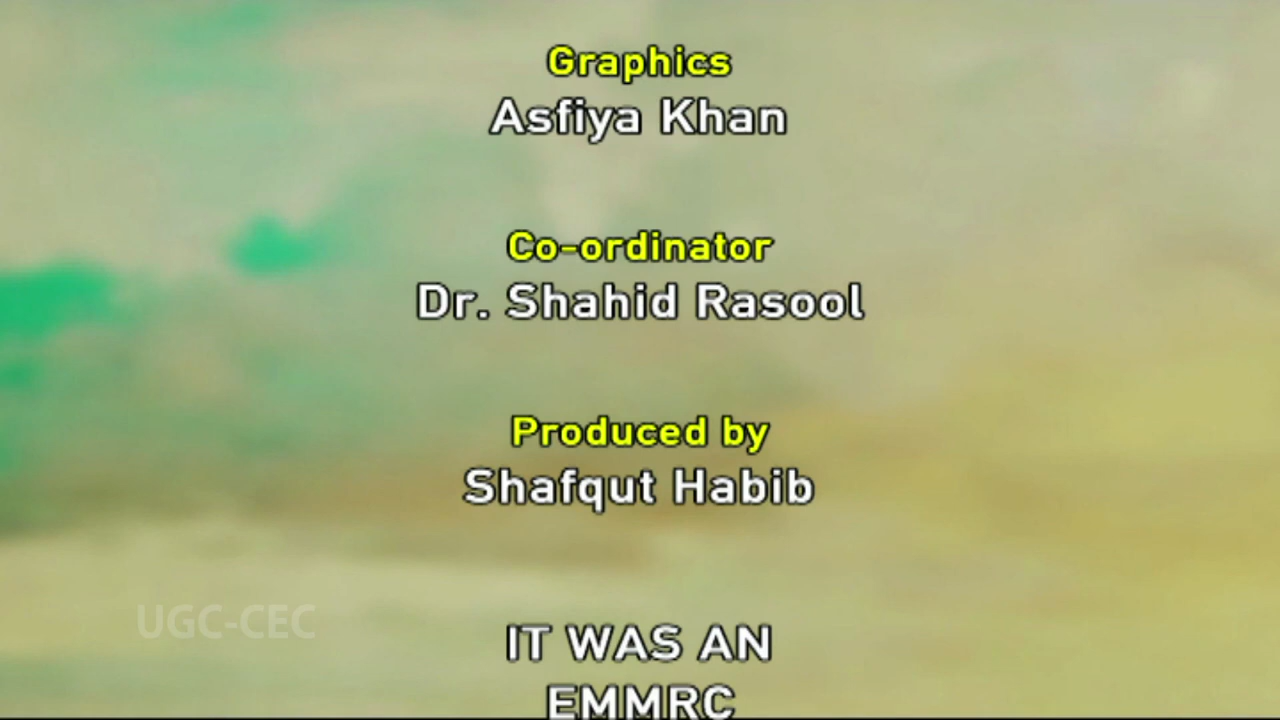 Graphics
Asfiya Khan
Co-ordinator
Dr. Shahid Rasool
Produced by
Shafqut Habib
UGC-CEC
IT WAS AN
EMMRC